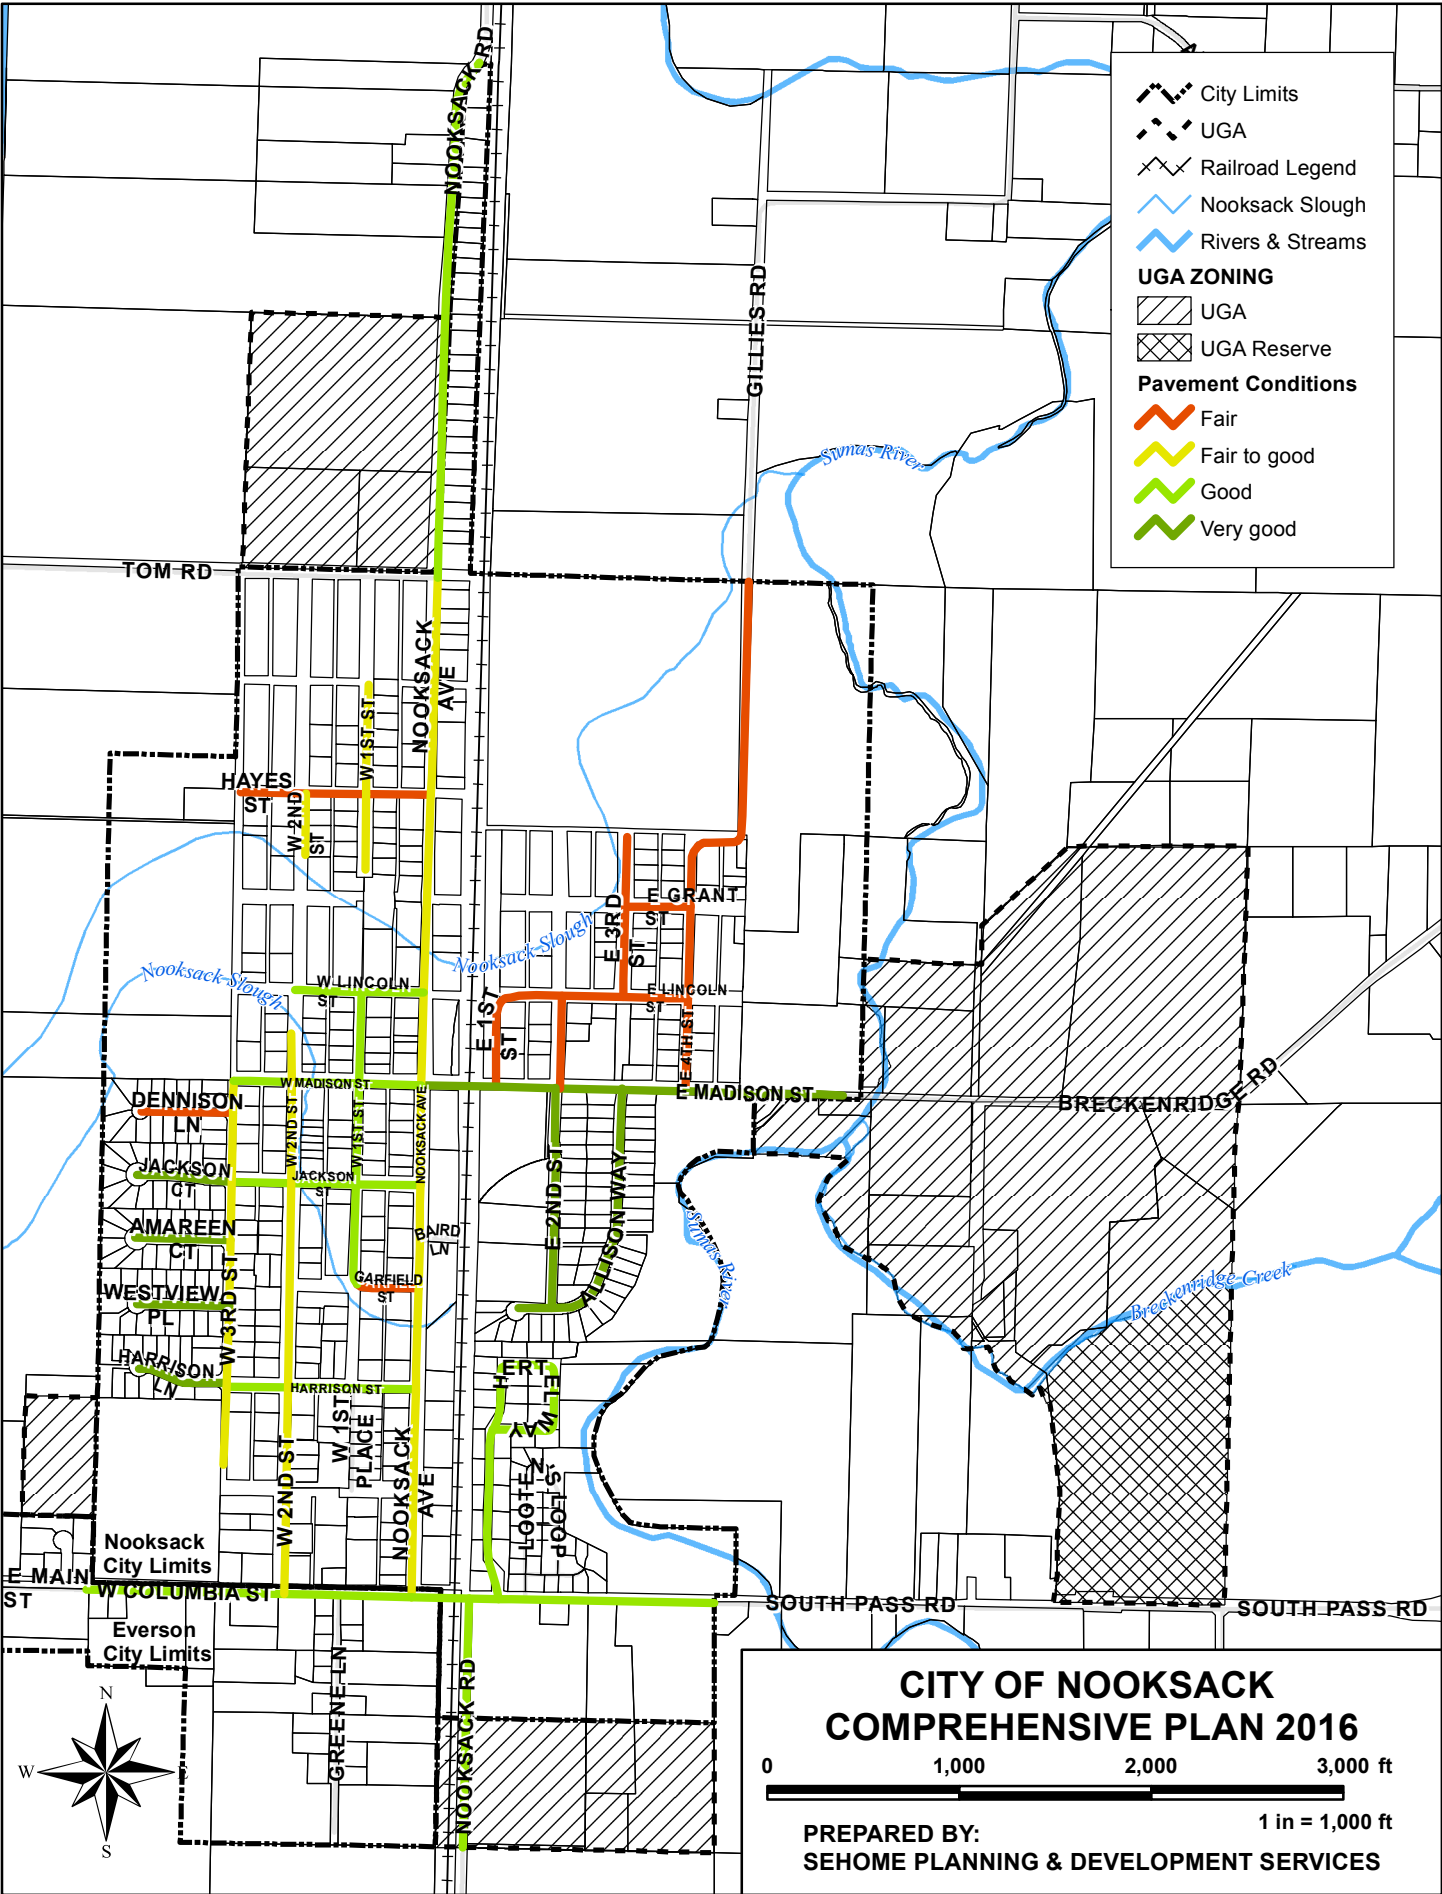 NOOKSACK RD
City Limits
UGA
Railroad Legend
Nooksack Slough
Rivers & Streams
UGA ZONING
UGA
UGA Reserve
Pavement Conditions
Fair
Fair to good
Good
Very good
GILLIES RD
Sumas River
TOM RD
NOOKSACK
AVE
W 1ST ST
HAYES
ST
W 2ND
ST
E GRANT
ST
E 3RD
ST
Nooksack Slough
Nooksack Slough
W LINCOLN
ST
E LINCOLN
ST
E 1ST
ST
E 4TH ST
W MADISON ST
E MADISON ST
BRECKENRIDGE RD
DENNISON
LN
W 2ND ST
W 1ST ST
NOOKSACK AVE
JACKSON
CT
JACKSON
ST
E 2ND ST
ALLISON WAY
AMAREEN
CT
BAIRD
LN
Sumas River
W 3RD ST
GARFIELD
ST
WESTVIEW
PL
Breckenridge Creek
HARRISON
LN
HARRISON ST
HERTEL WAY
W 1ST
PLACE
W 2ND ST
NOOKSACK
AVE
LOOTENS LOOP
Nooksack
City Limits
E MAIN
ST
W COLUMBIA ST
SOUTH PASS RD
SOUTH PASS RD
Everson
City Limits
GREENE LN
NOOKSACK RD
N
W
E
S
CITY OF NOOKSACK
COMPREHENSIVE PLAN 2016
0 1,000 2,000 3,000 ft
1 in = 1,000 ft
PREPARED BY:
SEHOME PLANNING & DEVELOPMENT SERVICES